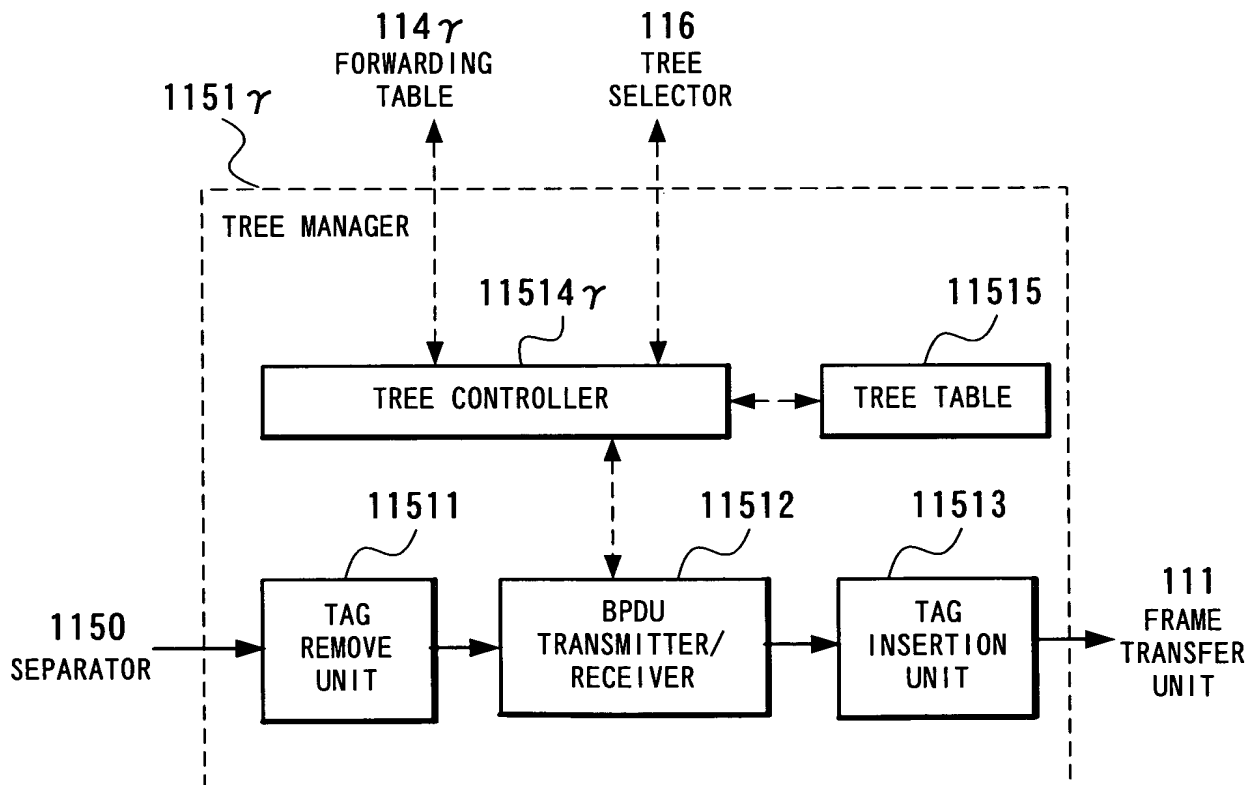 114γ
FORWARDING
TABLE
116
TREE
SELECTOR
1151γ
TREE MANAGER
11514γ
11515
TREE CONTROLLER
TREE TABLE
11511
11512
11513
TAG
REMOVE
UNIT
BPDU
TRANSMITTER/
RECEIVER
TAG
INSERTION
UNIT
1150
SEPARATOR
111
FRAME
TRANSFER
UNIT